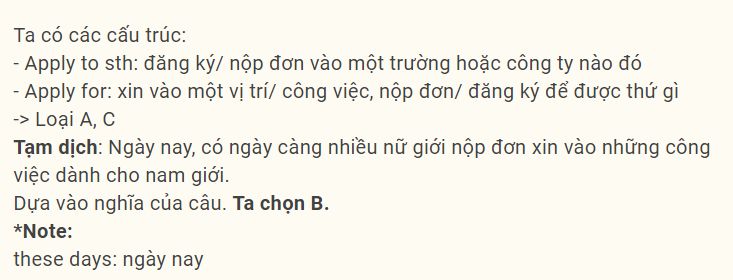 Ta có các cấu trúc:
- Apply to sth: đăng ký/ nộp đơn vào một trường hoặc công ty nào đó
- Apply for: xin vào một vị trí/ công việc, nộp đơn/ đăng ký để được thứ gì
-> Loại A, C
Tạm dịch: Ngày nay, có ngày càng nhiều nữ giới nộp đơn xin vào những công
việc dành cho nam giới.
Dựa vào nghĩa của câu. Ta chọn B.
*Note:
these days: ngày nay